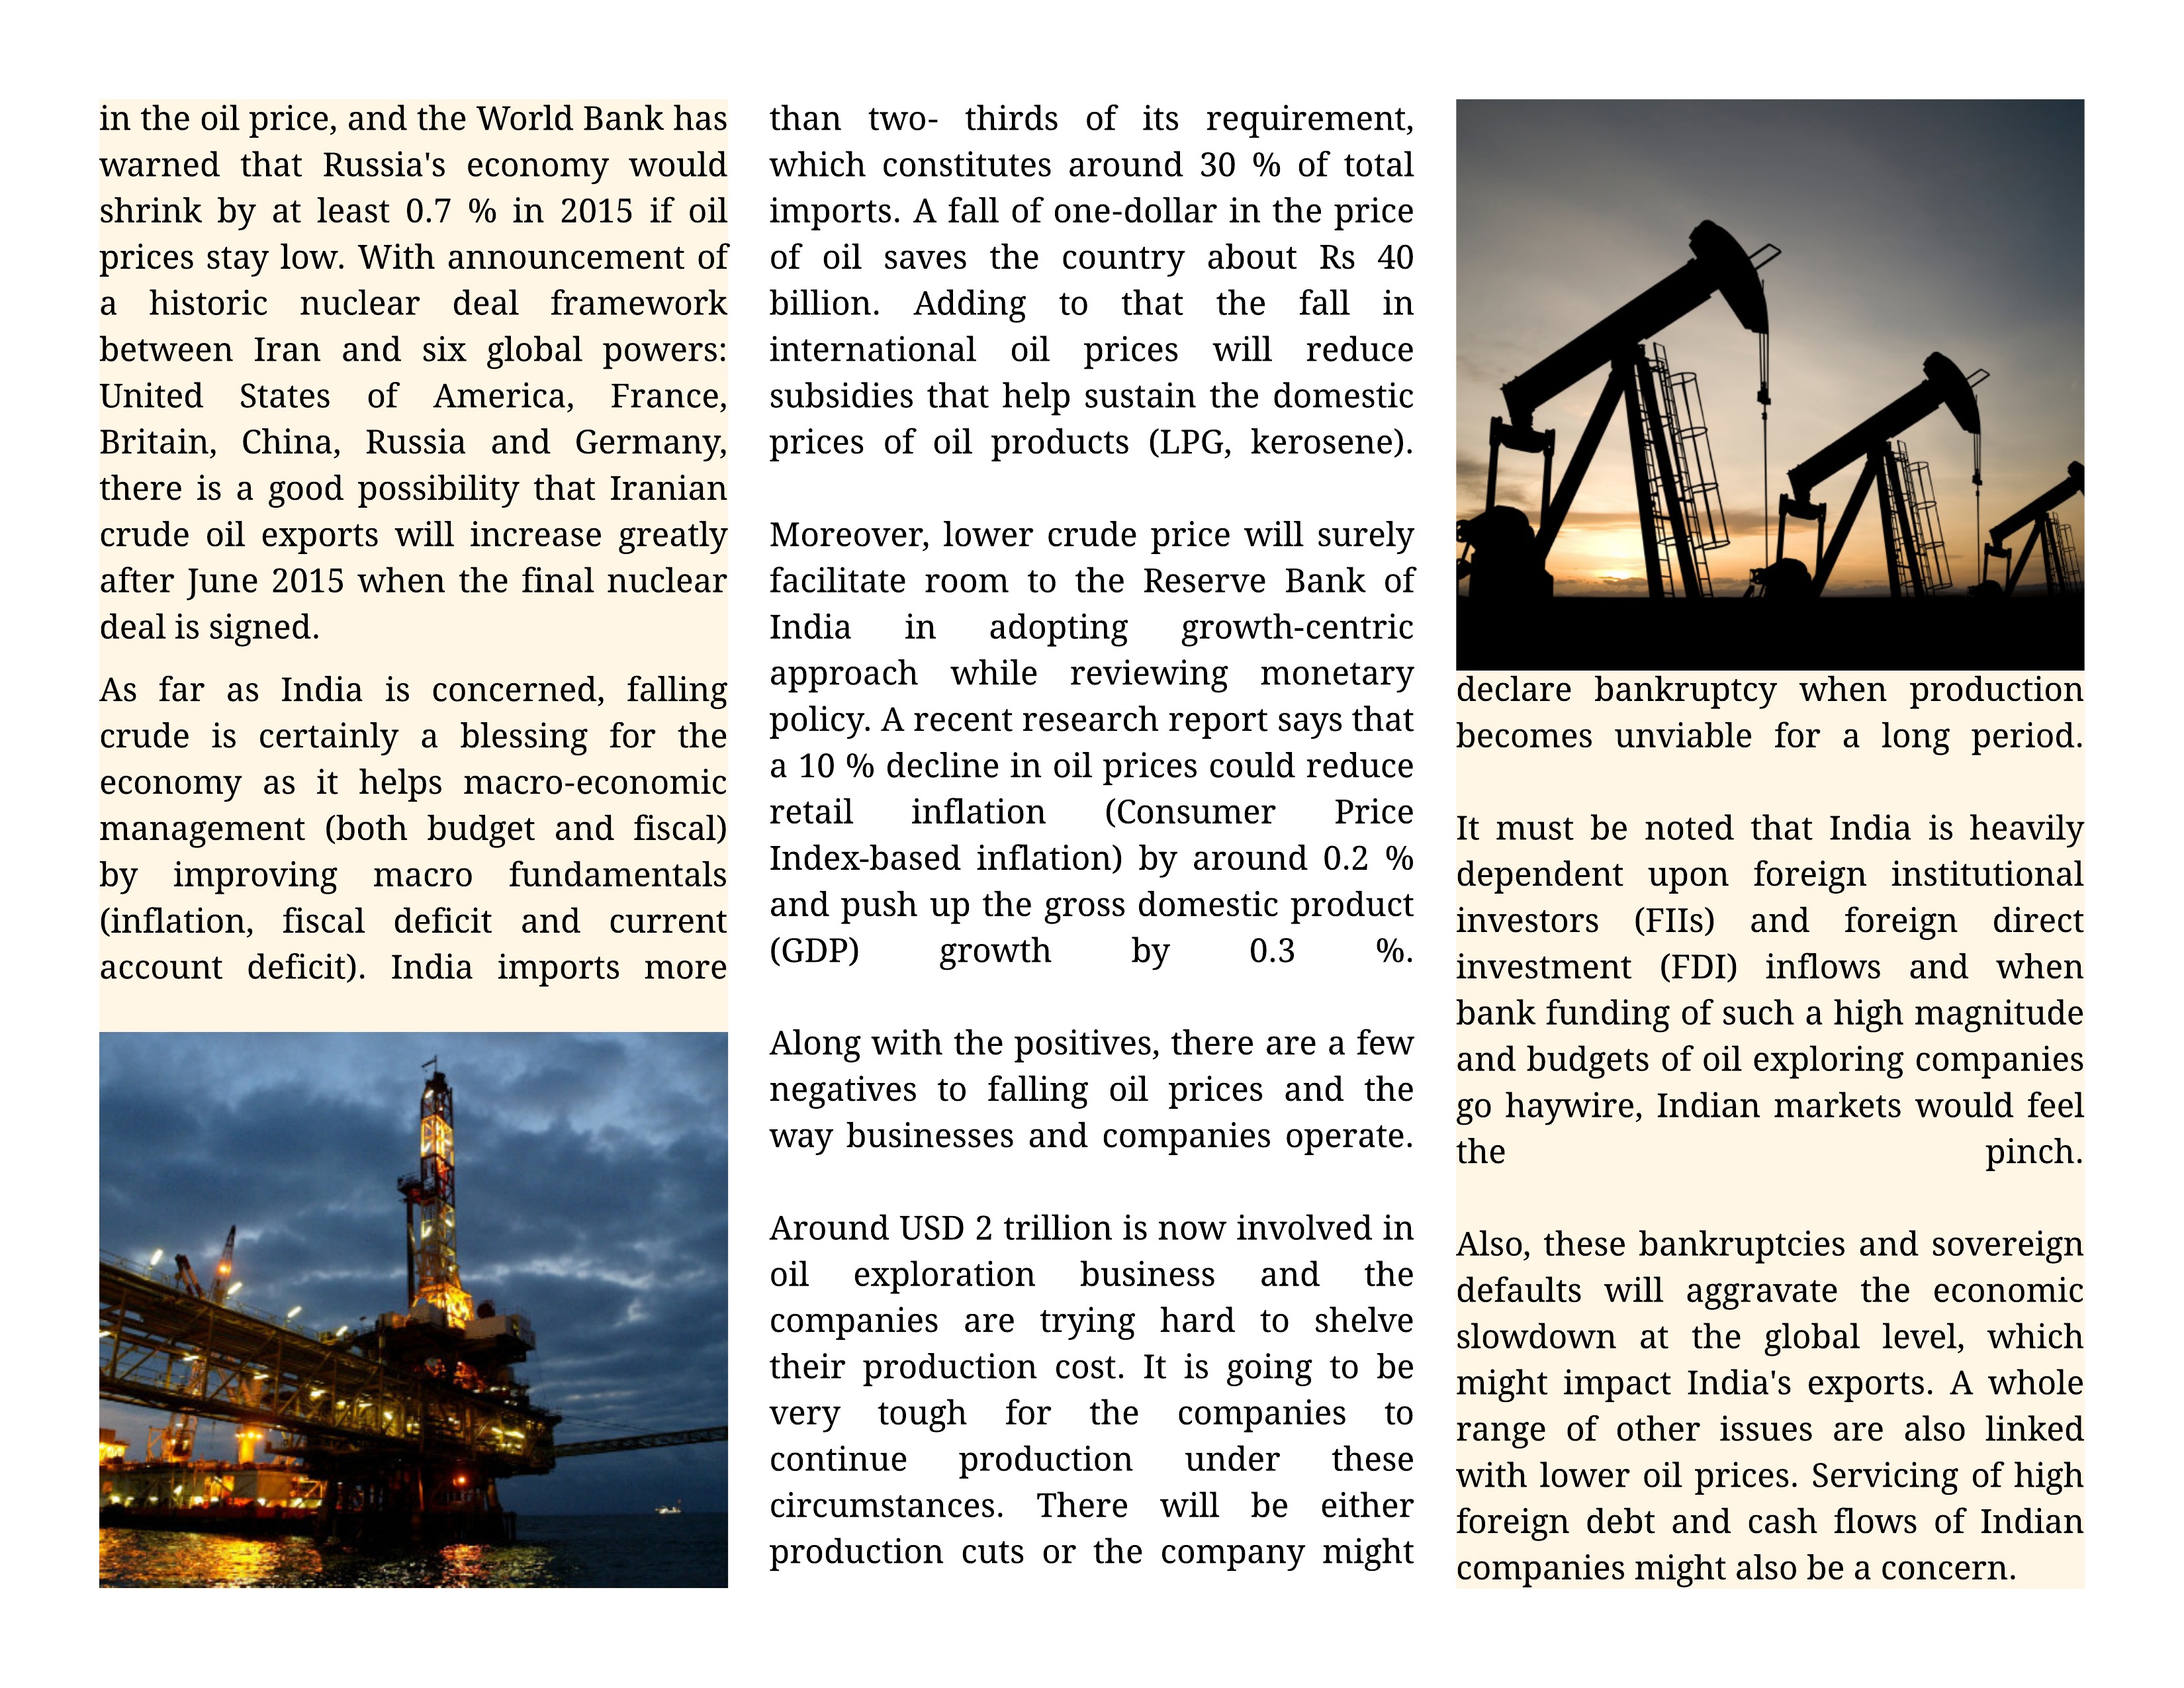 in the oil price, and the World Bank has
warned that Russia's economy would
shrink by at least 0.7 % in 2015 if oil
prices stay low. With announcement of
a historic nuclear deal framework
between Iran and six global powers:
United States of America, France,
Britain, China, Russia and Germany,
there is a good possibility that Iranian
crude oil exports will increase greatly
after June 2015 when the final nuclear
deal is signed.
As far as India is concerned, falling
crude is certainly a blessing for the
economy as it helps macro-economic
management (both budget and fiscal)
by improving macro fundamentals
(inflation, fiscal deficit and current
account deficit). India imports more
than two- thirds of its requirement,
which constitutes around 30 % of total
imports. A fall of one-dollar in the price
of oil saves the country about Rs 40
billion. Adding to that the fall in
international oil prices will reduce
subsidies that help sustain the domestic
prices of oil products (LPG, kerosene).
Moreover, lower crude price will surely
facilitate room to the Reserve Bank of
India in adopting growth-centric
approach while reviewing monetary
policy. A recent research report says that
a 10 % decline in oil prices could reduce
retail inflation (Consumer Price
Index-based inflation) by around 0.2 %
and push up the gross domestic product
(GDP) growth by 0.3 %.
Along with the positives, there are a few
negatives to falling oil prices and the
way businesses and companies operate.
Around USD 2 trillion is now involved in
oil exploration business and the
companies are trying hard to shelve
their production cost. It is going to be
very tough for the companies to
continue production under these
circumstances. There will be either
production cuts or the company might
declare bankruptcy when production
becomes unviable for a long period.
It must be noted that India is heavily
dependent upon foreign institutional
investors (FIIs) and foreign direct
investment (FDI) inflows and when
bank funding of such a high magnitude
and budgets of oil exploring companies
go haywire, Indian markets would feel
the pinch.
Also, these bankruptcies and sovereign
defaults will aggravate the economic
slowdown at the global level, which
might impact India's exports. A whole
range of other issues are also linked
with lower oil prices. Servicing of high
foreign debt and cash flows of Indian
companies might also be a concern.